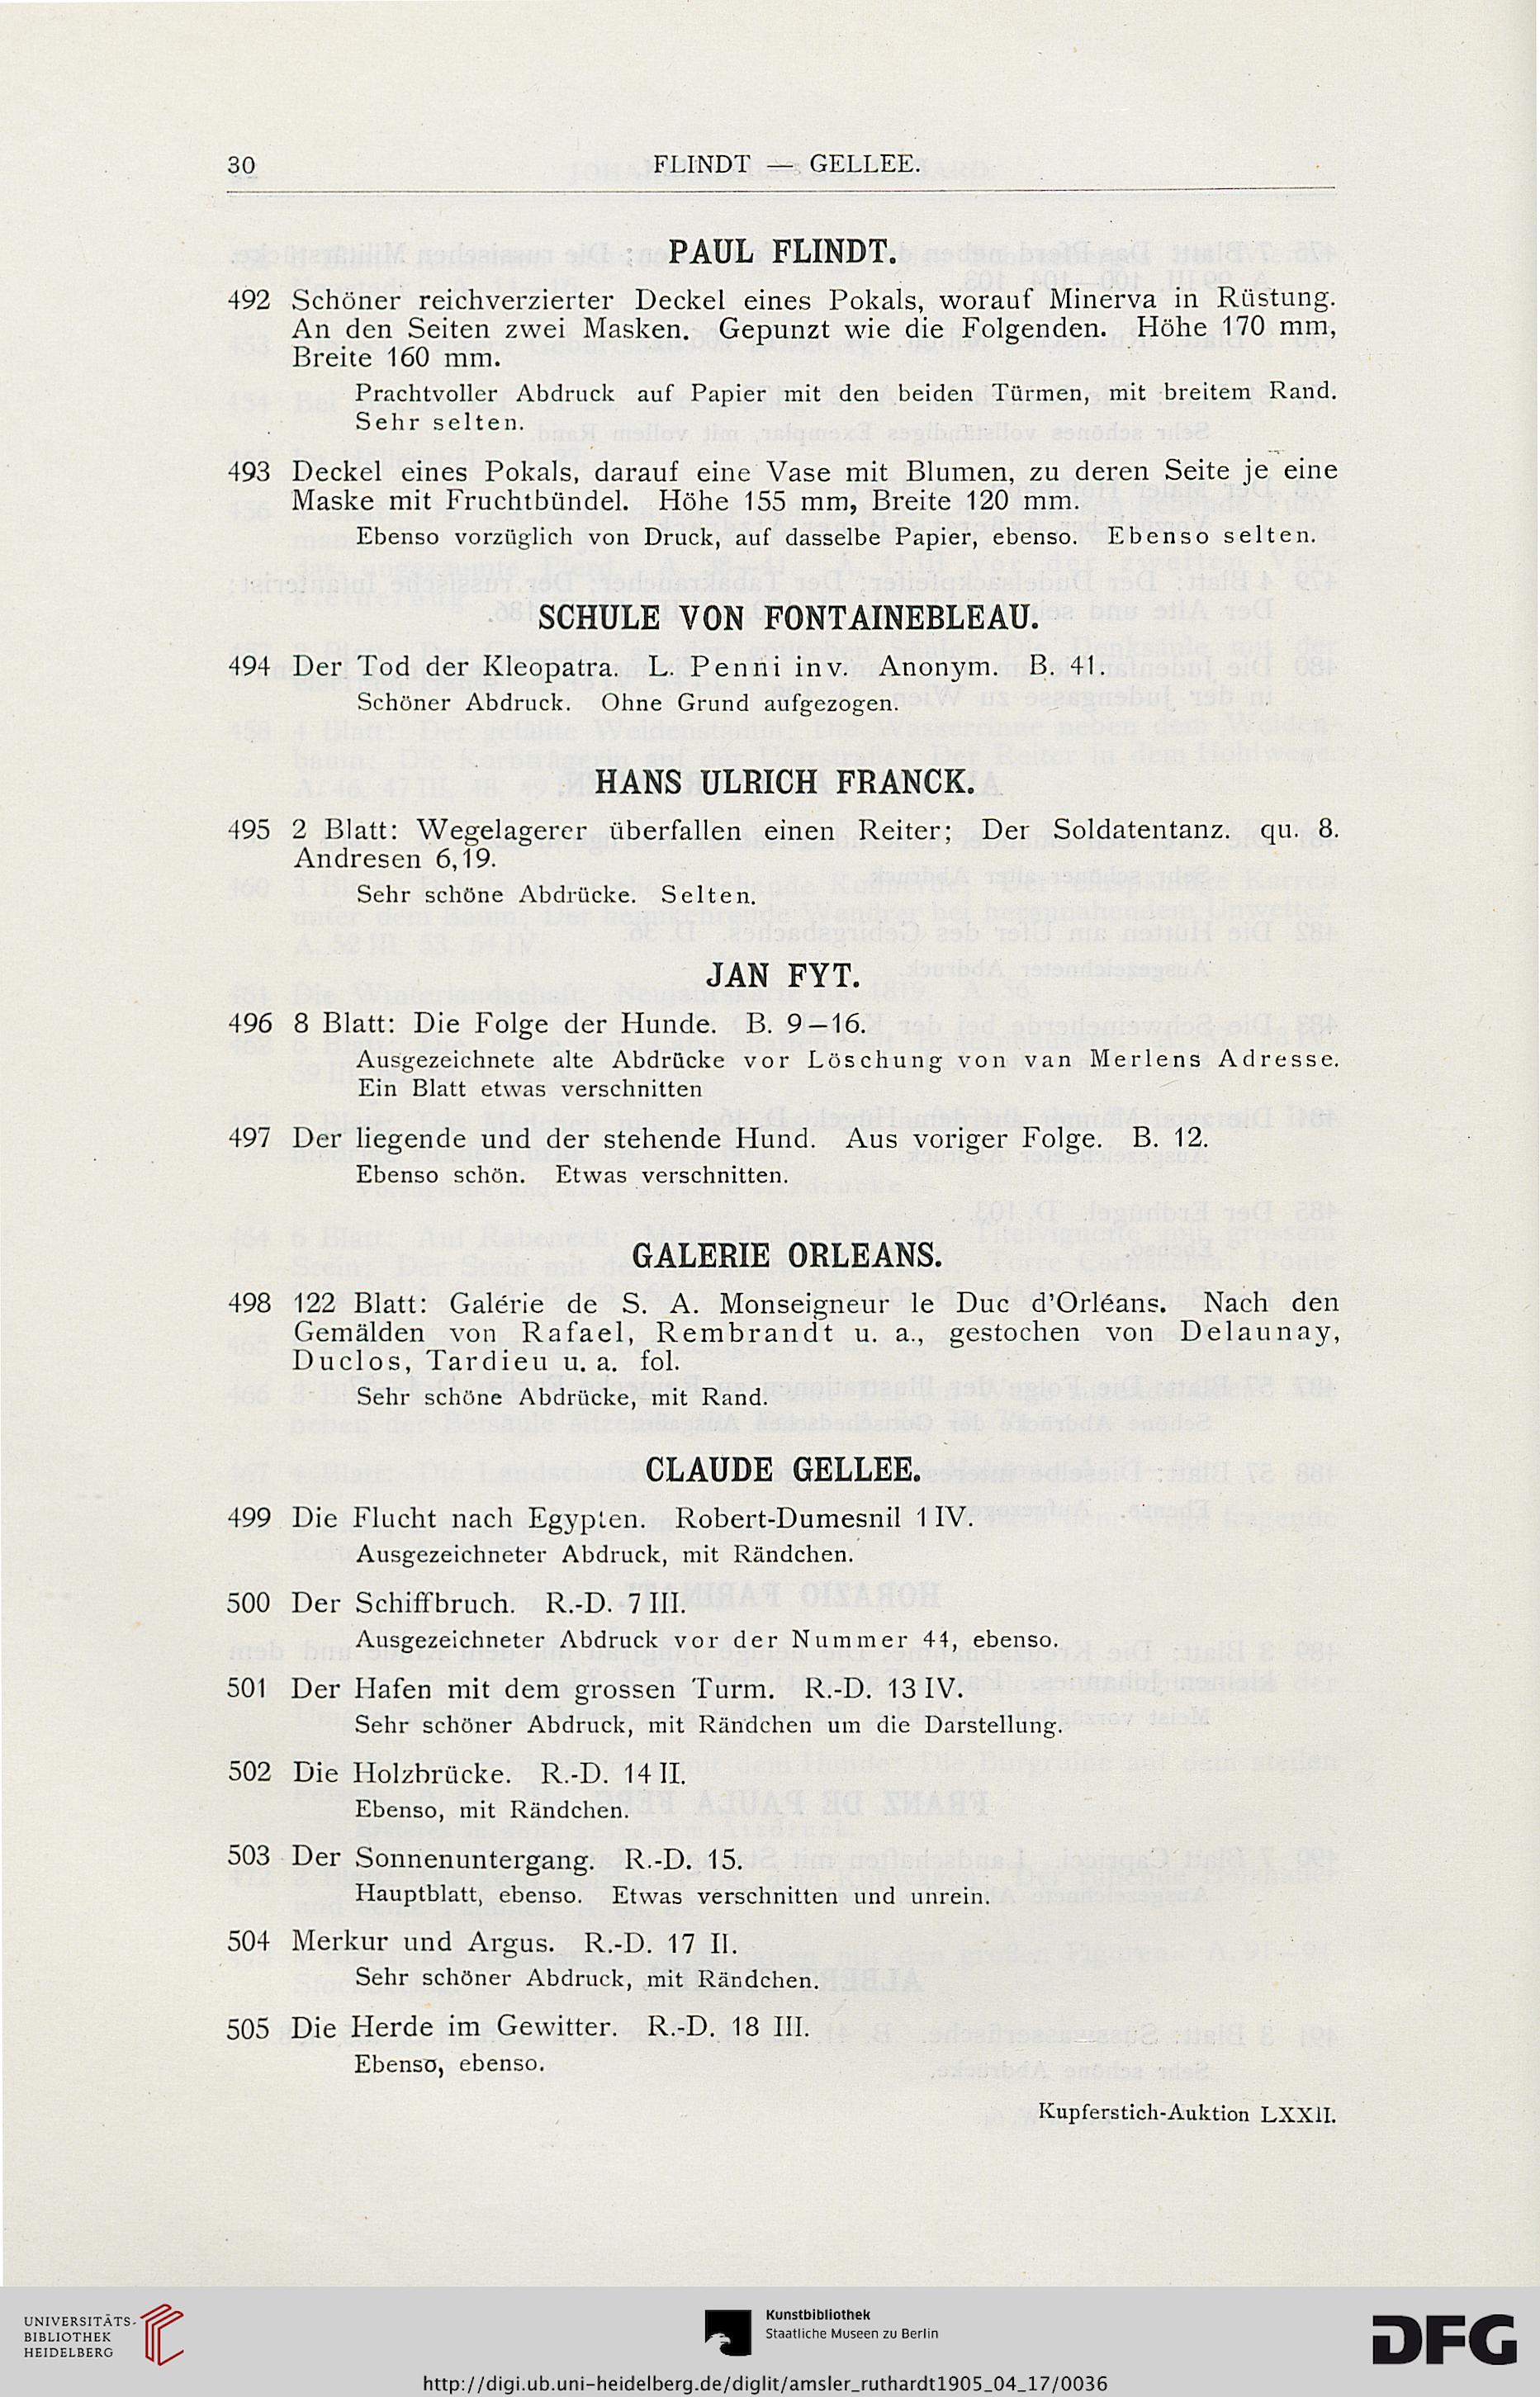 30
FLINDT — GELLEE.
PAUL FLINDT.
492 Schöner reichverzierter Deckel eines Pokals, worauf Minerva in Rüstung.
An den Seiten zwei Masken. Gepunzt wie die Folgenden. Höhe 170 mm,
Breite 160 mm.
Prachtvoller Abdruck auf Papier mit den beiden Türmen, mit breitem Rand.
Sehr selten.
493 Deckel eines Pokals, darauf eine Vase mit Blumen, zu deren Seite je eine
Maske mit Fruchtbündel. Höhe 155 mm, Breite 120 mm.
Ebenso vorzüglich von Druck, auf dasselbe Papier, ebenso. Ebenso selten.
SCHULE VON FONTAINEBLEAU.
494 Der Tod der Kleopatra. L. Penni inv. Anonym. B. 41.
Schöner Abdruck. Ohne Grund aufgezogen.
HANS ULRICH FRANCK.
495 2 Blatt: Wegelagerer überfallen einen Reiter; Der Soldatentanz. qu. 8.
Andresen 6,19.
Sehr schöne Abdrücke. Selten.
JAN FYT.
496 8 Blatt: Die Folge der Hunde. B. 9—16.
Ausgezeichnete alte Abdrücke vor Löschung von van Merlens Adresse.
Ein Blatt etwas verschnitten
497 Der liegende und der stehende Hund. Aus voriger Folge. B. 12.
Ebenso schön. Etwas verschnitten.
GALERIE ORLEANS.
498 122 Blatt: Galérie de S. A. Monseigneur le Duc d'Orléans. Nach den
Gemälden von Rafael, Rembrandt u. a., gestochen von Delaunay,
Duclos, Tardieu u. a. fol.
Sehr schöne Abdrücke, mit Rand.
CLAUDE GELLEE.
499 Die Flucht nach Egypten. Robert-Dumesnil 1 IV.
Ausgezeichneter Abdruck, mit Rändchen.
500 Der Schiffbruch. R.-D. 7 III.
Ausgezeichneter Abdruck vor der Nummer 44, ebenso.
501 Der Hafen mit dem grossen Turm. R.-D. 13 IV.
Sehr schöner Abdruck, mit Rändchen um die Darstellung.
502 Die Holzbrücke. R.-D. 14 II.
Ebenso, mit Rändchen.
503 Der Sonnenuntergang. R.-D. 15.
Hauptblatt, ebenso. Etwas verschnitten und unrein.
504 Merkur und Argus. R.-D. 17 II.
Sehr schöner Abdruck, mit Rändchen.
505 Die Herde im Gewitter. R.-D. 18 III.
Ebenso, ebenso.
Kupferstich-Auktion LXXII.
UNIVERSITÄTS-
BIBLIOTHEK
HEIDELBERG
Kunstbibliothek
Staatliche Museen zu Berlin
DFG
http://digi.ub.uni-heidelberg.de/diglit/amsler_ruthardt1905_04_17/0036